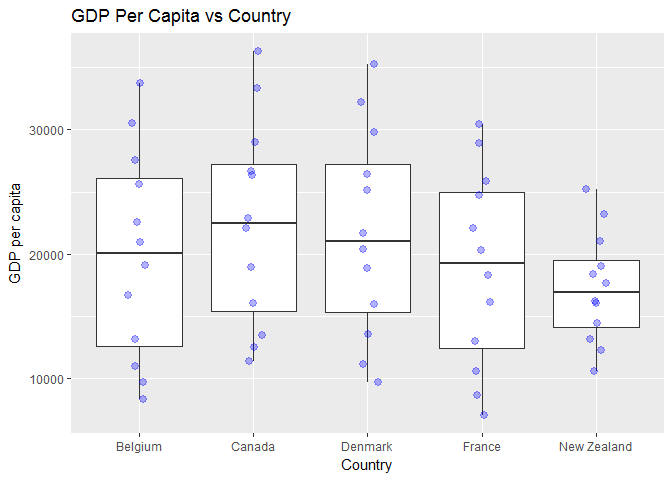 GDP Per Capita vs Country
GDP per capita
30000
20000
10000
Belgium Canada Denmark France New Zealand
Country